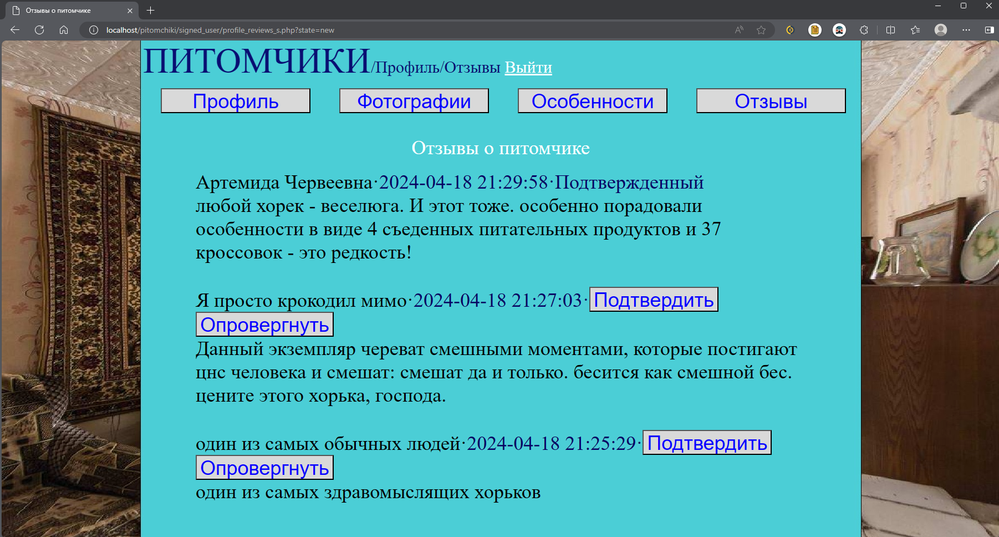 Отзывы о питомчике
localhost/pitomchiki/signed_user/profile_reviews_s.php?state=new
ПИТОМЧИКИ/Профиль/Отзывы Выйти
Профиль Фотографии Особенности Отзывы
Отзывы о питомчике
Артемида Червеевна·2024-04-18 21:29:58·Подтвержденный
любой хорек - веселюга. И этот тоже. особенно порадовали
особенности в виде 4 съеденных питательных продуктов и 37
кроссовок - это редкость!
Я просто крокодил мимо·2024-04-18 21:27:03· Подтвердить
Опровергнуть
Данный экземпляр череват смешными моментами, которые постигают
цнс человека и смешат: смешат да и только. бесится как смешной бес.
цените этого хорька, господа.
один из самых обычных людей·2024-04-18 21:25:29· Подтвердить
Опровергнуть
один из самых здравомыслящих хорьков